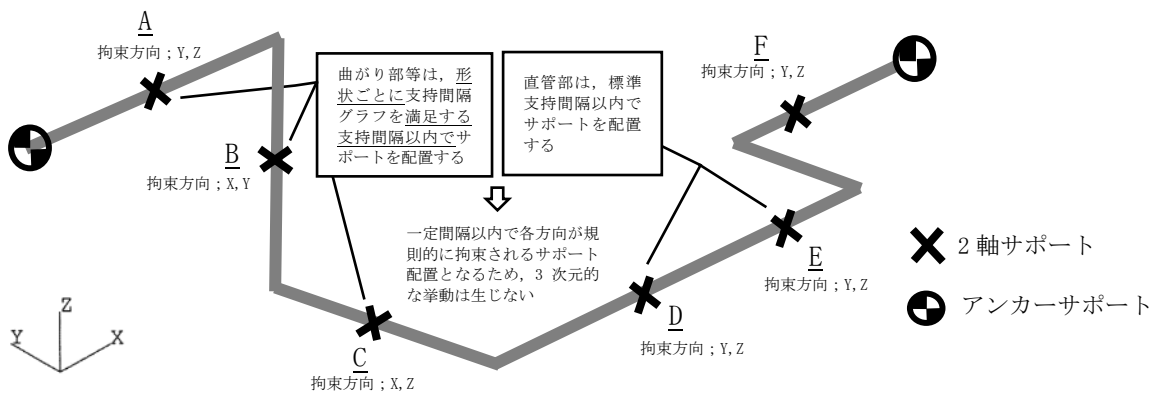 A
拘束方向；Y,Z
B
拘束方向；X,Y
曲がり部等は，形
状ごとに支持間隔
グラフを満足する
支持間隔以内でサ
ポートを配置する
直管部は，標準
支持間隔以内で
サポートを配置
する
一定間隔以内で各方向が規
則的に拘束されるサポート
配置となるため，3 次元的
な挙動は生じない
C
拘束方向；X,Z
D
拘束方向；Y,Z
E
拘束方向；Y,Z
F
拘束方向；Y,Z
2 軸サポート
アンカーサポート
Z
Y
X